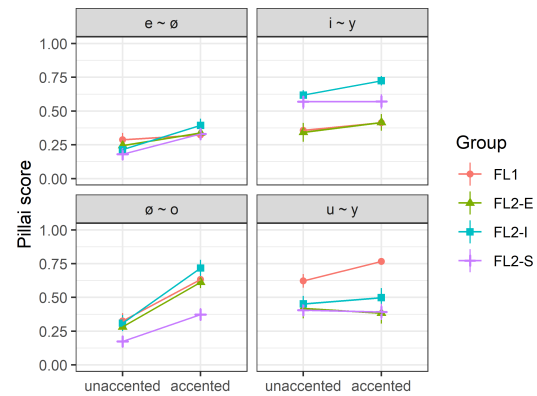 e ~ ø
i ~ y
1.00
0.75
0.50
0.25
0.00
ø ~ o
u ~ y
1.00
0.75
0.50
0.25
0.00
unaccented accented unaccented accented
Pillai score
Group
FL1
FL2-E
FL2-I
FL2-S